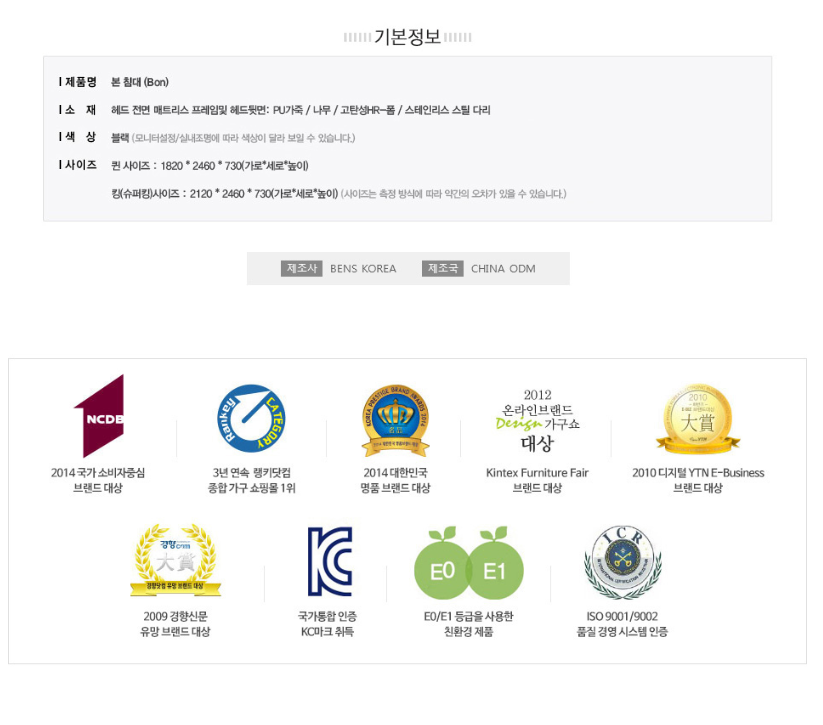 기본정보
제품명 본 침대 (Bon)
소 재 헤드 전면 매트리스 프레임및 헤드뒷면: PU가죽 / 나무 / 고탄성HR-폼 / 스테인리스 스틸 다리
색 상 블랙 (모니터설정/실내조명에 따라 색상이 달라 보일 수 있습니다.)
사이즈 퀸 사이즈 : 1820 * 2460 * 730(가로*세로*높이)
킹(슈퍼킹)사이즈 : 2120 * 2460 * 730(가로*세로*높이) (사이즈는 측정 방식에 따라 약간의 오차가 있을 수 있습니다.)
제조사 BENS KOREA 제조국 CHINA ODM
NCDB
2014 국가 소비자중심
브랜드 대상
Rankey CATEGORY
3년 연속 랭키닷컴
종합 가구 쇼핑몰 1위
KOREA PRESTIGE BRAND AWARDS 2014
2014 대한민국
명품 브랜드 대상
2012
온라인브랜드
Design 가구쇼
대상
Kintex Furniture Fair
브랜드 대상
2010
大賞
2010 디지털 YTN E-Business
브랜드 대상
경향.com
大賞
경향닷컴 유망 브랜드 대상
2009 경향신문
유망 브랜드 대상
KC
국가통합 인증
KC마크 취득
E0 E1
E0/E1 등급을 사용한
친환경 제품
ICR
ISO 9001/9002
품질 경영 시스템 인증